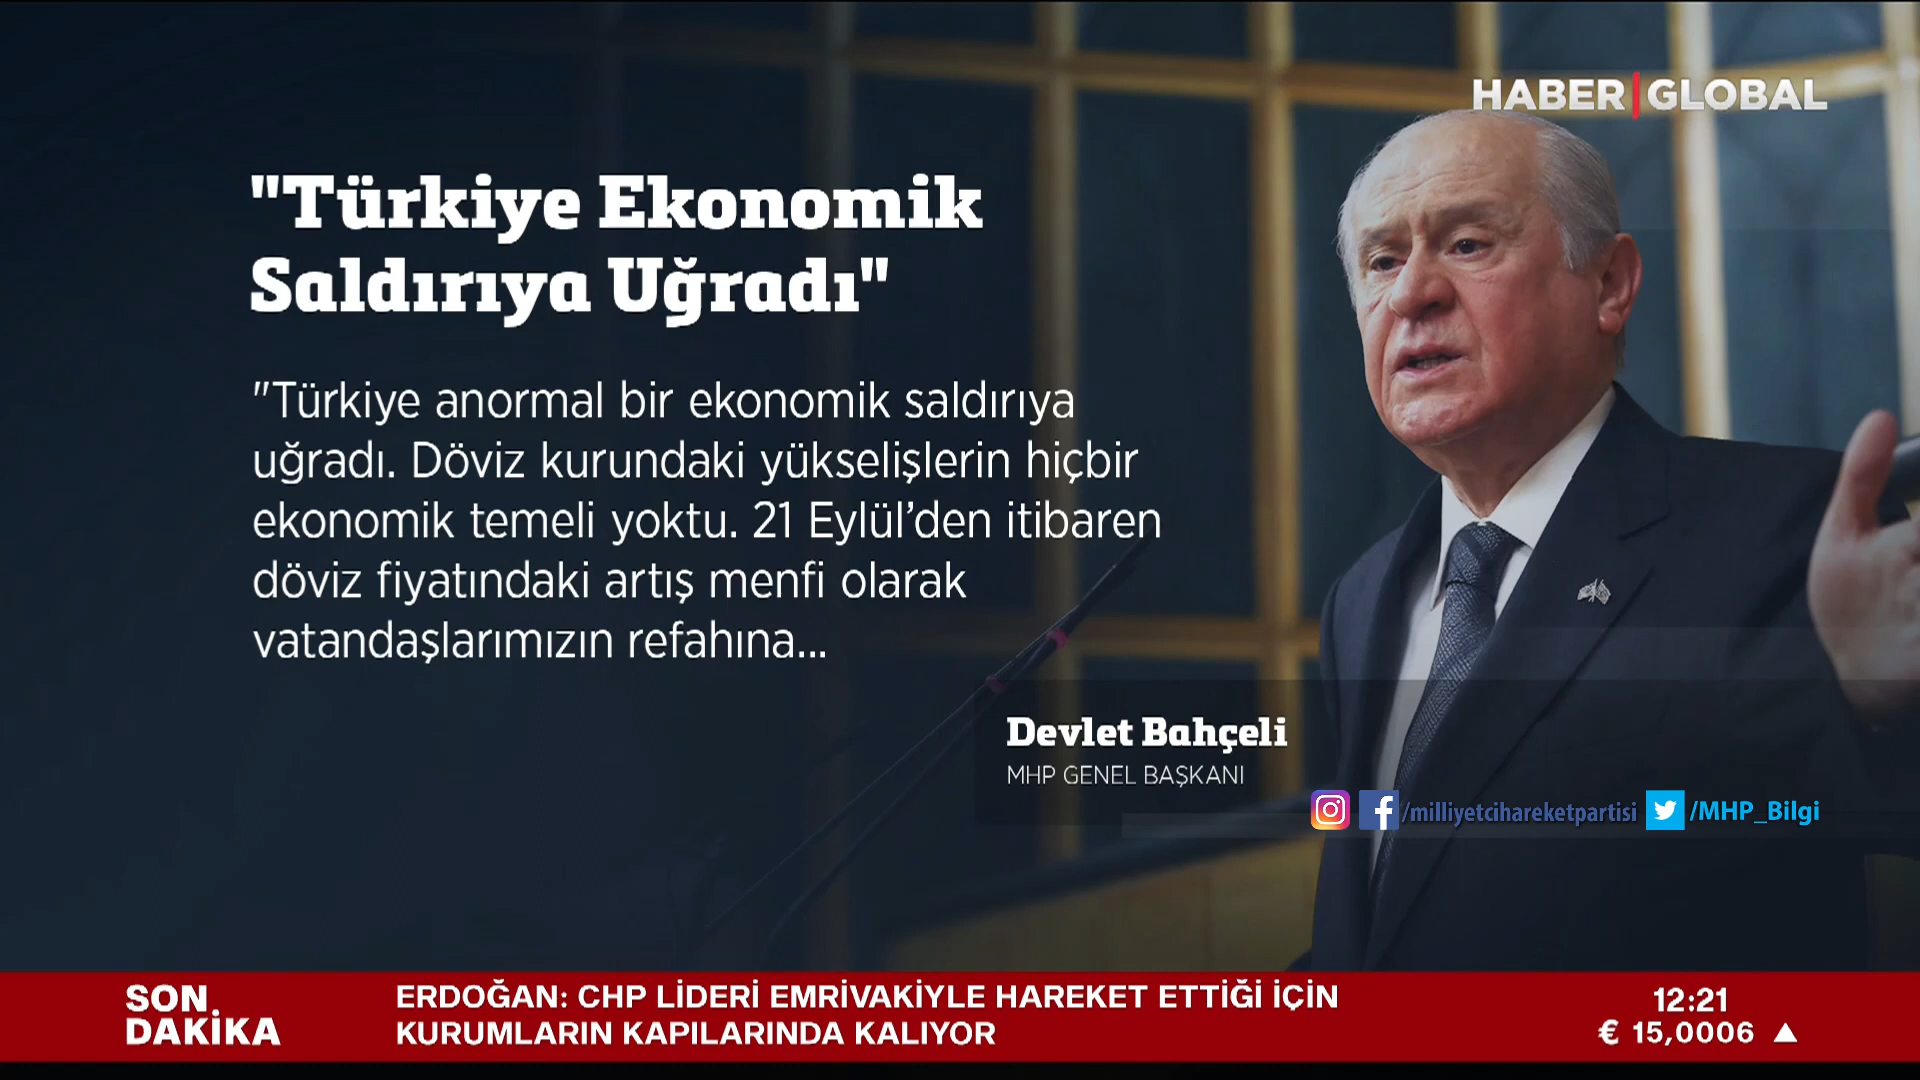 HABER|GLOBAL
"Türkiye Ekonomik
Saldırıya Uğradı"
"Türkiye anormal bir ekonomik saldırıya
uğradı. Döviz kurundaki yükselişlerin hiçbir
ekonomik temeli yoktu. 21 Eylül’den itibaren
döviz fiyatındaki artış menfi olarak
vatandaşlarımızın refahına...
Devlet Bahçeli
MHP GENEL BAŞKANI
/milliyetcihareketpartisi /MHP_Bilgi
SON DAKİKA
ERDOĞAN: CHP LİDERİ EMRİVAKİYLE HAREKET ETTİĞİ İÇİN
KURUMLARIN KAPILARINDA KALIYOR
12:21
€ 15,0006 ▲